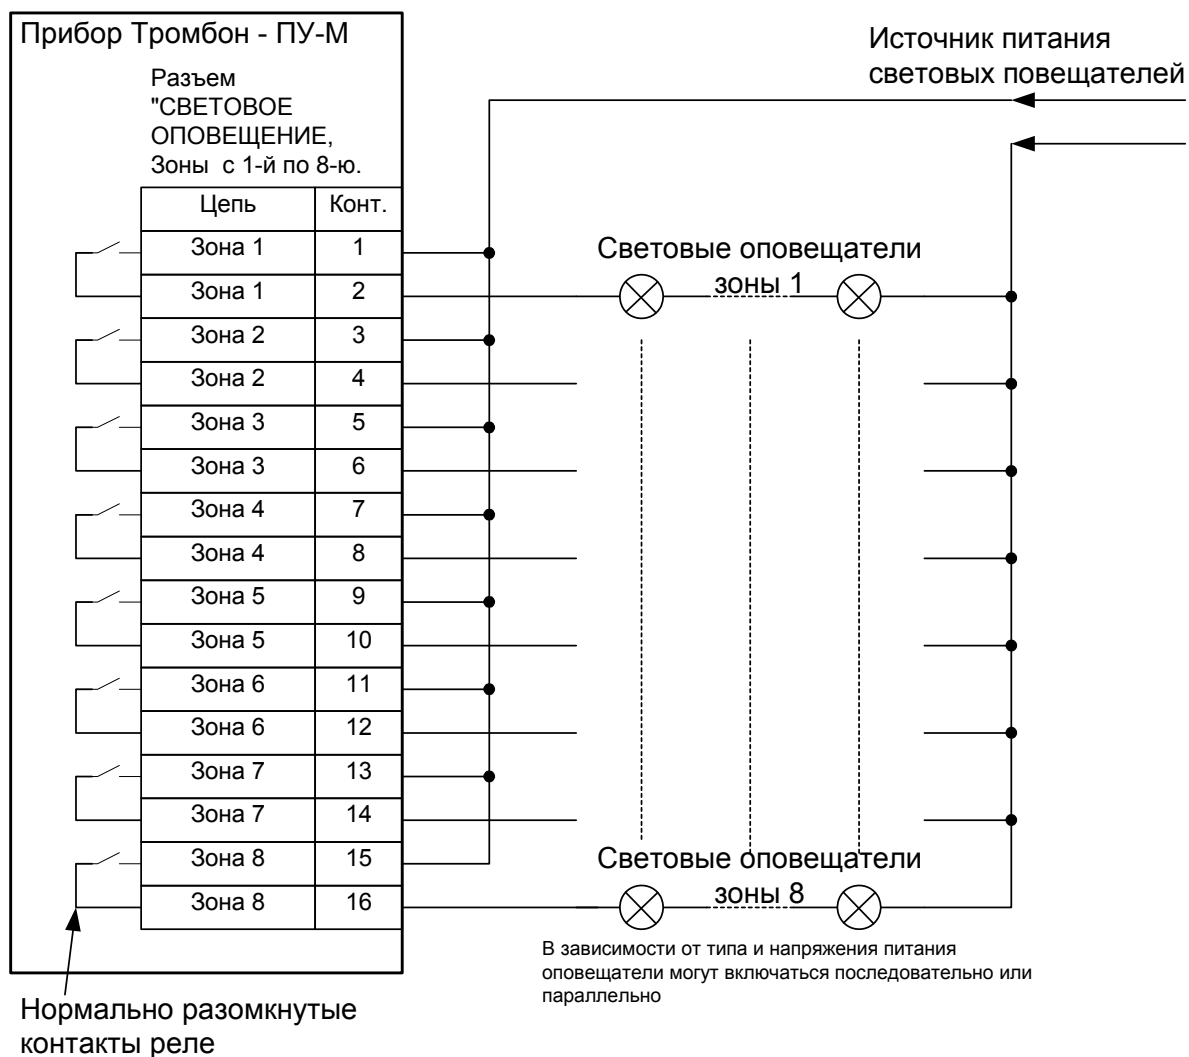 Прибор Тромбон - ПУ-М
Источник питания
световых повещателей
Разъем
"СВЕТОВОЕ
ОПОВЕЩЕНИЕ,
Зоны с 1-й по 8-ю.
Цепь Конт.
Зона 1 1
Зона 1 2
Зона 2 3
Зона 2 4
Зона 3 5
Зона 3 6
Зона 4 7
Зона 4 8
Зона 5 9
Зона 5 10
Зона 6 11
Зона 6 12
Зона 7 13
Зона 7 14
Зона 8 15
Зона 8 16
Световые оповещатели
зоны 1
Световые оповещатели
зоны 8
В зависимости от типа и напряжения питания
оповещатели могут включаться последовательно или
параллельно
Нормально разомкнутые
контакты реле